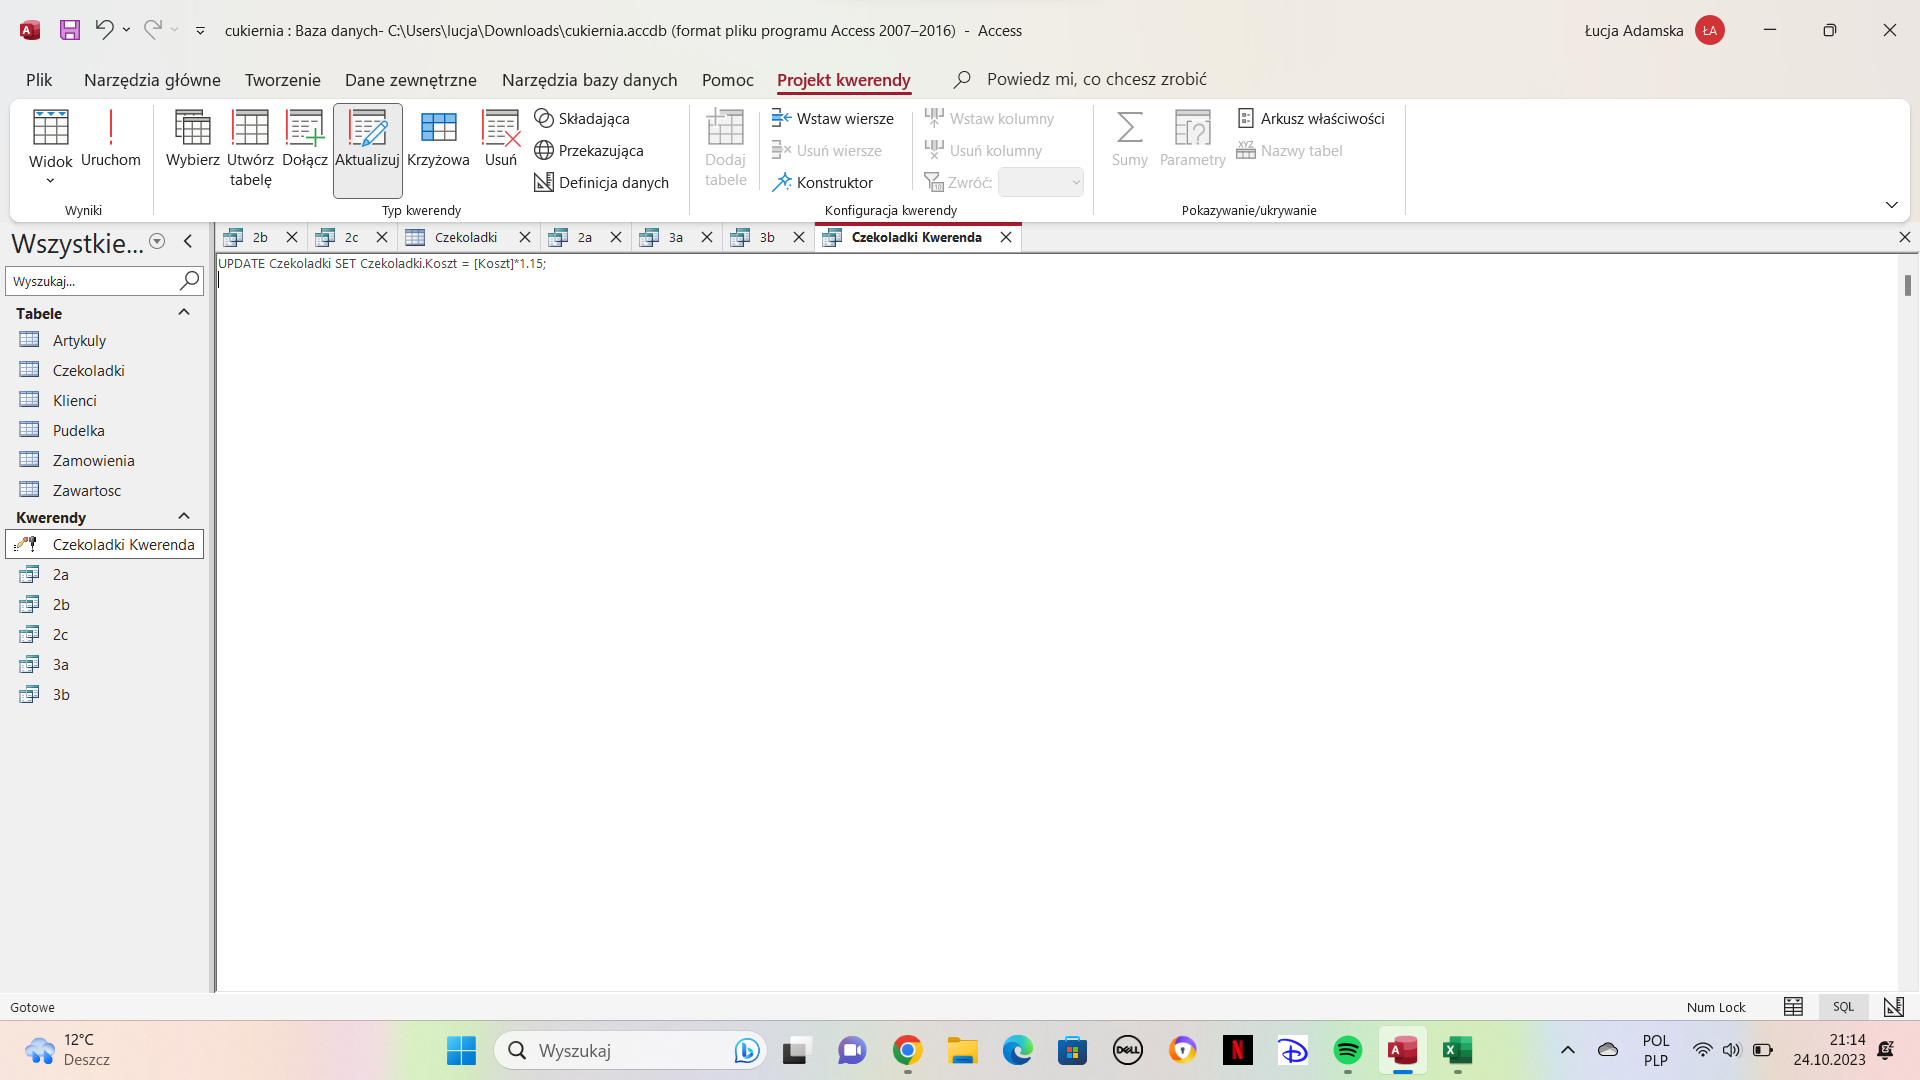 cukiernia : Baza danych- C:\Users\lucja\Downloads\cukiernia.accdb (format pliku programu Access 2007–2016) - Access
Łucja Adamska ŁA
Plik Narzędzia główne Tworzenie Dane zewnętrzne Narzędzia bazy danych Pomoc Projekt kwerendy Powiedz mi, co chcesz zrobić
Widok Uruchom
Wyniki
Wybierz Utwórz tabelę Dołącz Aktualizuj Krzyżowa Usuń
Składająca
Przekazująca
Definicja danych
Typ kwerendy
Dodaj tabele
Wstaw wiersze
Usuń wiersze
Konstruktor
Wstaw kolumny
Usuń kolumny
Zwróć:
Konfiguracja kwerendy
Sumy Parametry
Arkusz właściwości
Nazwy tabel
Pokazywanie/ukrywanie
Wszystkie...
2b 2c Czekoladki 2a 3a 3b Czekoladki Kwerenda
UPDATE Czekoladki SET Czekoladki.Koszt = [Koszt]*1.15;
Wyszukaj...
Tabele
Artykuly
Czekoladki
Klienci
Pudelka
Zamowienia
Zawartosc
Kwerendy
Czekoladki Kwerenda
2a
2b
2c
3a
3b
Gotowe
Num Lock SQL
12°C
Deszcz
Wyszukaj
DELL
POL
PLP
21:14
24.10.2023